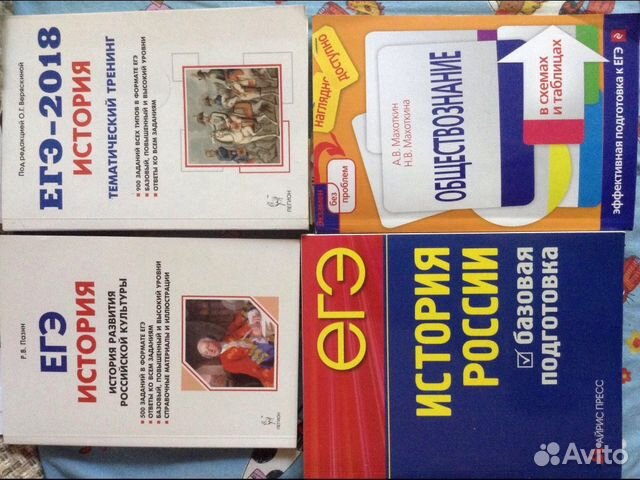 Под редакцией О.Г. Веряскиной
ЕГЭ-2018
ИСТОРИЯ
ТЕМАТИЧЕСКИЙ ТРЕНИНГ
900 ЗАДАНИЙ ВСЕХ ТИПОВ В ФОРМАТЕ ЕГЭ
БАЗОВЫЙ, ПОВЫШЕННЫЙ И ВЫСОКИЙ УРОВНИ
ОТВЕТЫ КО ВСЕМ ЗАДАНИЯМ
ЛЕГИОН
наглядно
доступно
Экзамен
без проблем
А.В. Махоткин
Н.В. Махоткина
ОБЩЕСТВОЗНАНИЕ
в схемах
и таблицах
эффективная подготовка к ЕГЭ
Р.В. Пазин
ЕГЭ
ИСТОРИЯ
ИСТОРИЯ РАЗВИТИЯ
РОССИЙСКОЙ КУЛЬТУРЫ
500 ЗАДАНИЙ В ФОРМАТЕ ЕГЭ
ОТВЕТЫ КО ВСЕМ ЗАДАНИЯМ
БАЗОВЫЙ, ПОВЫШЕННЫЙ И ВЫСОКИЙ УРОВНИ
СПРАВОЧНЫЕ МАТЕРИАЛЫ И ИЛЛЮСТРАЦИИ
ЛЕГИОН
ЕГЭ
ИСТОРИЯ
РОССИИ
базовая
подготовка
АЙРИС ПРЕСС
Avito